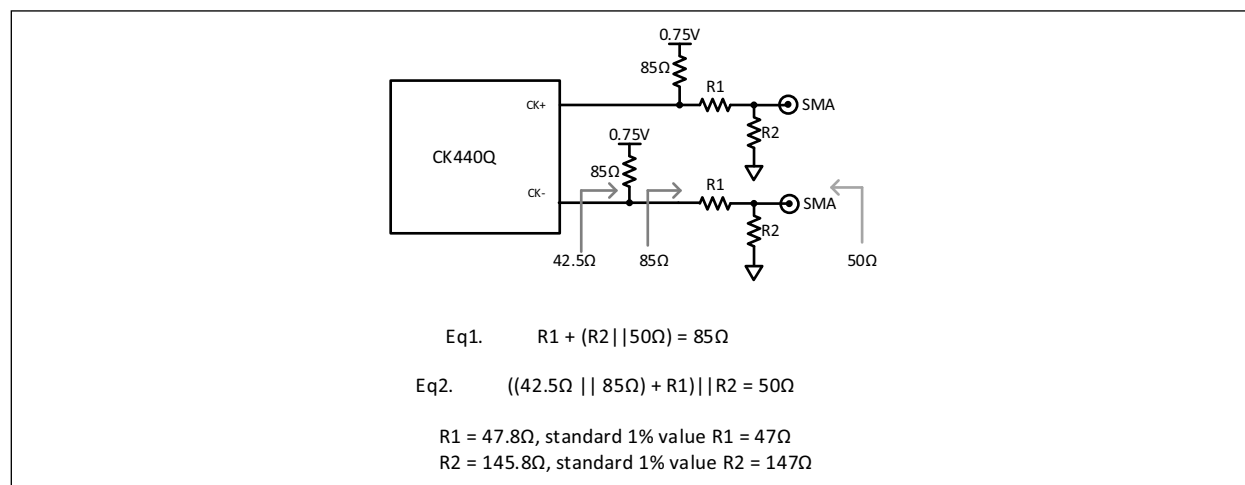 0.75V
85Ω
R1
CK+
SMA
R2
0.75V
CK440Q
85Ω
R1
CK-
SMA
R2
42.5Ω
85Ω
50Ω
Eq1. R1 + (R2||50Ω) = 85Ω
Eq2. ((42.5Ω || 85Ω) + R1)||R2 = 50Ω
R1 = 47.8Ω, standard 1% value R1 = 47Ω
R2 = 145.8Ω, standard 1% value R2 = 147Ω